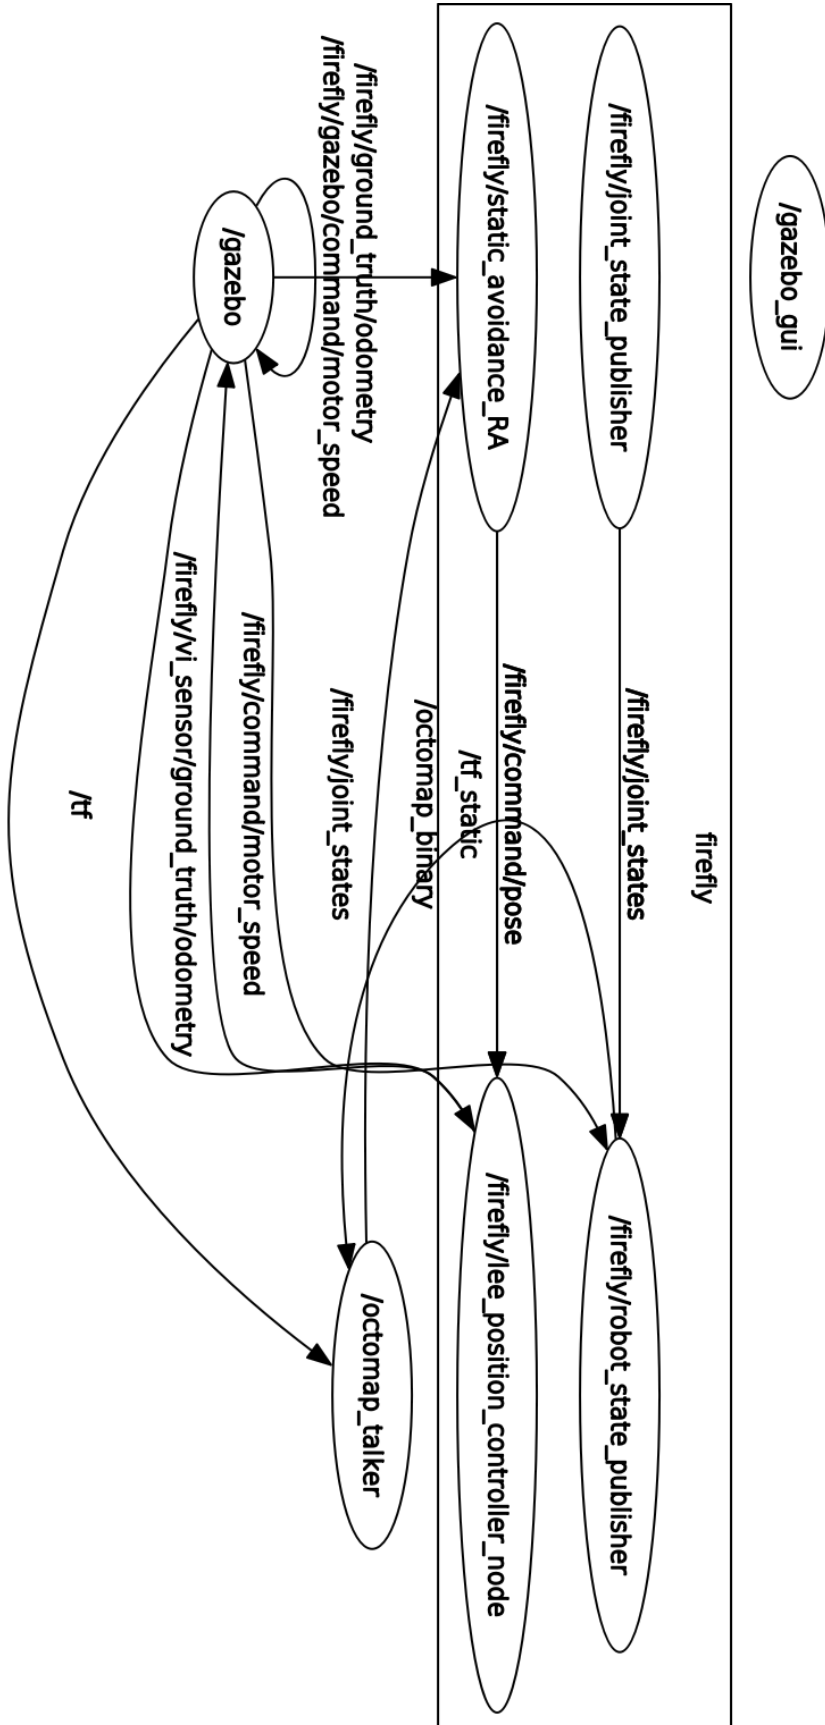 /gazebo_gui
firefly
/firefly/joint_state_publisher
/firefly/joint_states
/firefly/robot_state_publisher
/firefly/static_avoidance_RA
/firefly/command/pose
/firefly/lee_position_controller_node
/tf_static
/octomap_binary
/firefly/ground_truth/odometry
/firefly/gazebo/command/motor_speed
/firefly/joint_states
/octomap_talker
/gazebo
/firefly/command/motor_speed
/firefly/vi_sensor/ground_truth/odometry
/tf